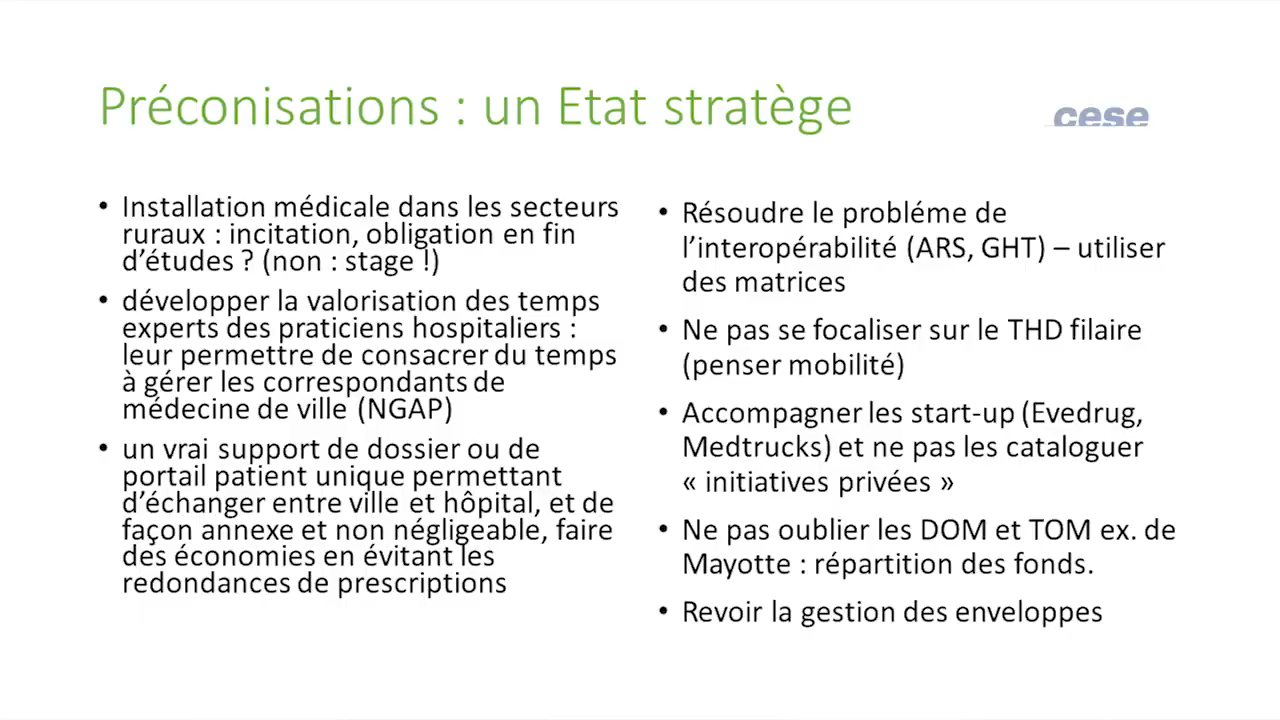 Préconisations : un Etat stratège
cese
• Installation médicale dans les secteurs
ruraux : incitation, obligation en fin
d’études ? (non : stage !)
• développer la valorisation des temps
experts des praticiens hospitaliers :
leur permettre de consacrer du temps
à gérer les correspondants de
médecine de ville (NGAP)
• un vrai support de dossier ou de
portail patient unique permettant
d’échanger entre ville et hôpital, et de
façon annexe et non négligeable, faire
des économies en évitant les
redondances de prescriptions
• Résoudre le probléme de
l’interopérabilité (ARS, GHT) – utiliser
des matrices
• Ne pas se focaliser sur le THD filaire
(penser mobilité)
• Accompagner les start-up (Evedrug,
Medtrucks) et ne pas les cataloguer
« initiatives privées »
• Ne pas oublier les DOM et TOM ex. de
Mayotte : répartition des fonds.
• Revoir la gestion des enveloppes